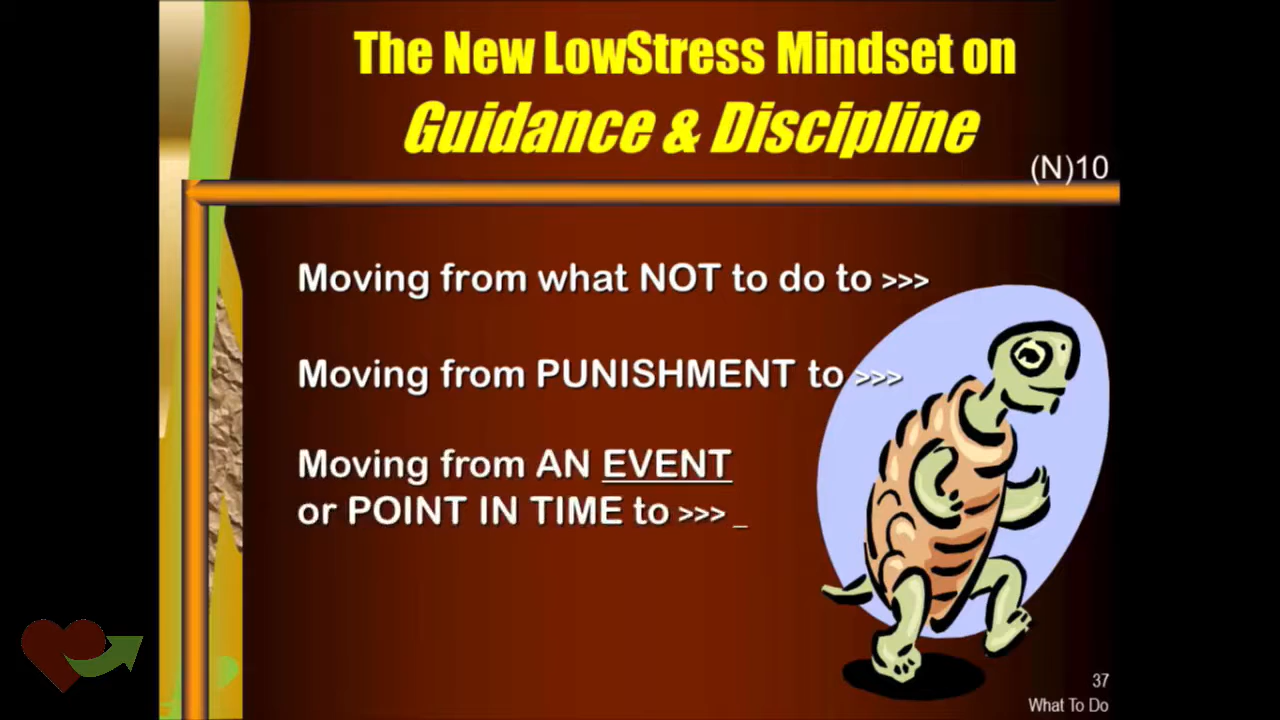 The New LowStress Mindset on
Guidance & Discipline
(N)10
Moving from what NOT to do to >>>
Moving from PUNISHMENT to >>>
Moving from AN EVENT
or POINT IN TIME to >>> _
37
What To Do